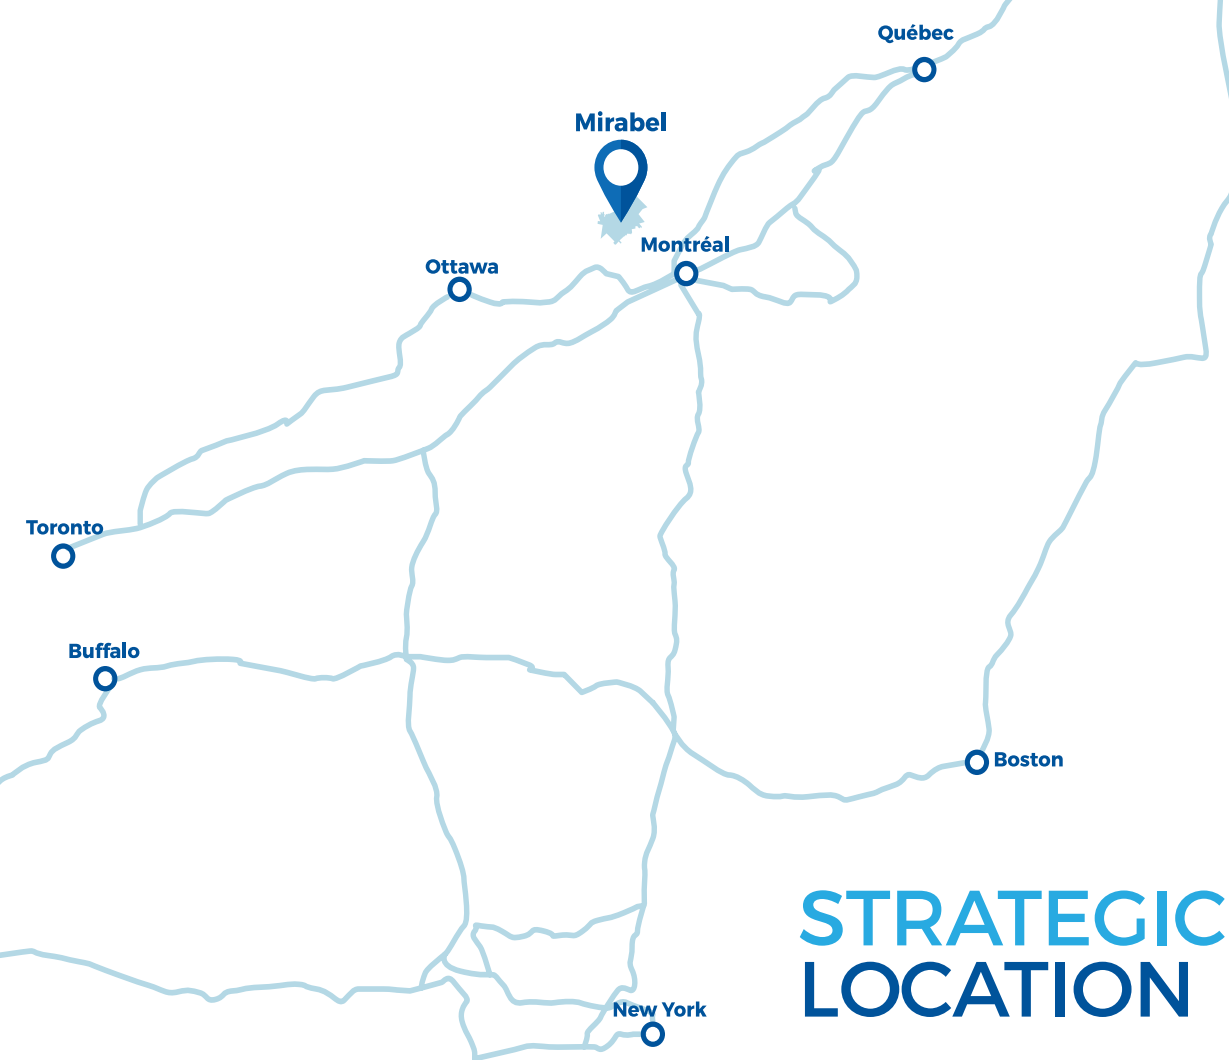 Québec
Mirabel
Montréal
Ottawa
Toronto
Buffalo
Boston
STRATEGIC
LOCATION
New York